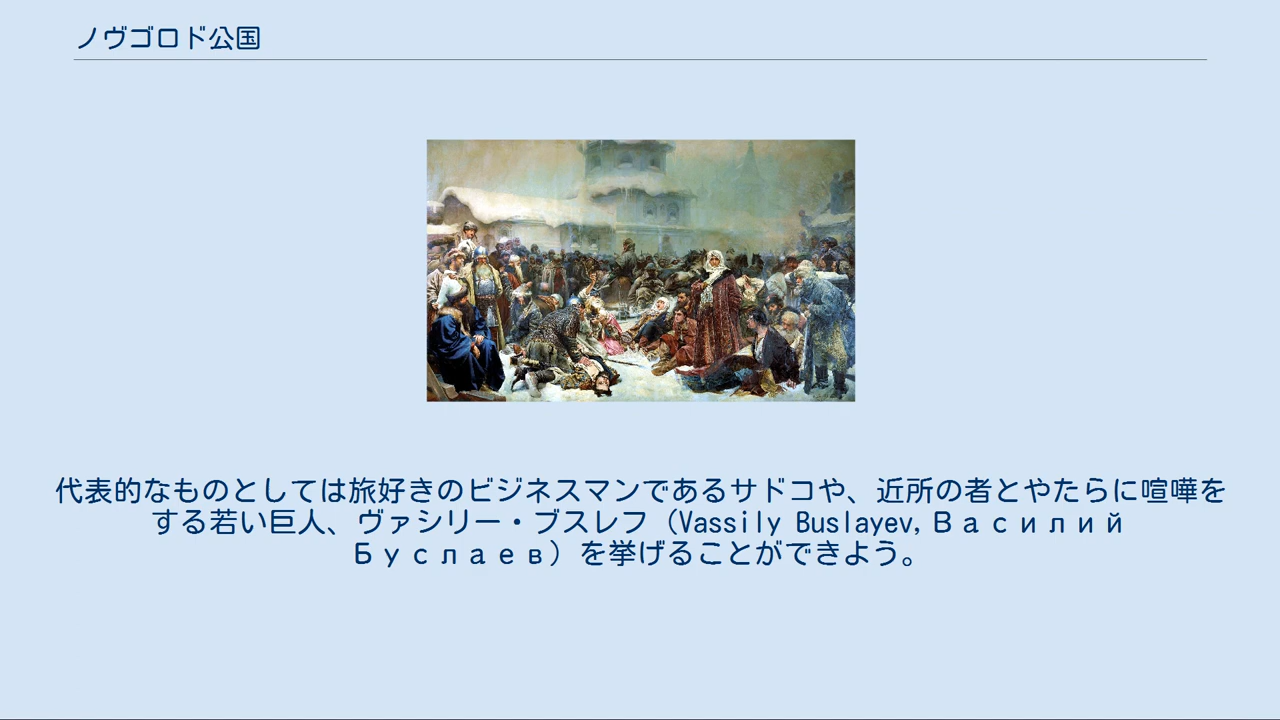 ノヴゴロド公国
代表的なものとしては旅好きのビジネスマンであるサドコや、近所の者とやたらに喧嘩を
する若い巨人、ヴァシリー・ブスレフ（Vassily Buslayev, Василий
Буслаев）を挙げることができよう。